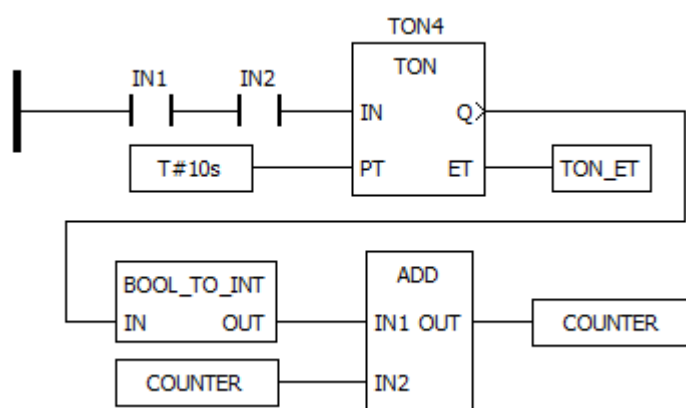 TON4
IN1 IN2 TON
IN Q
T#10s PT ET TON_ET
BOOL_TO_INT ADD
IN OUT IN1 OUT COUNTER
COUNTER IN2